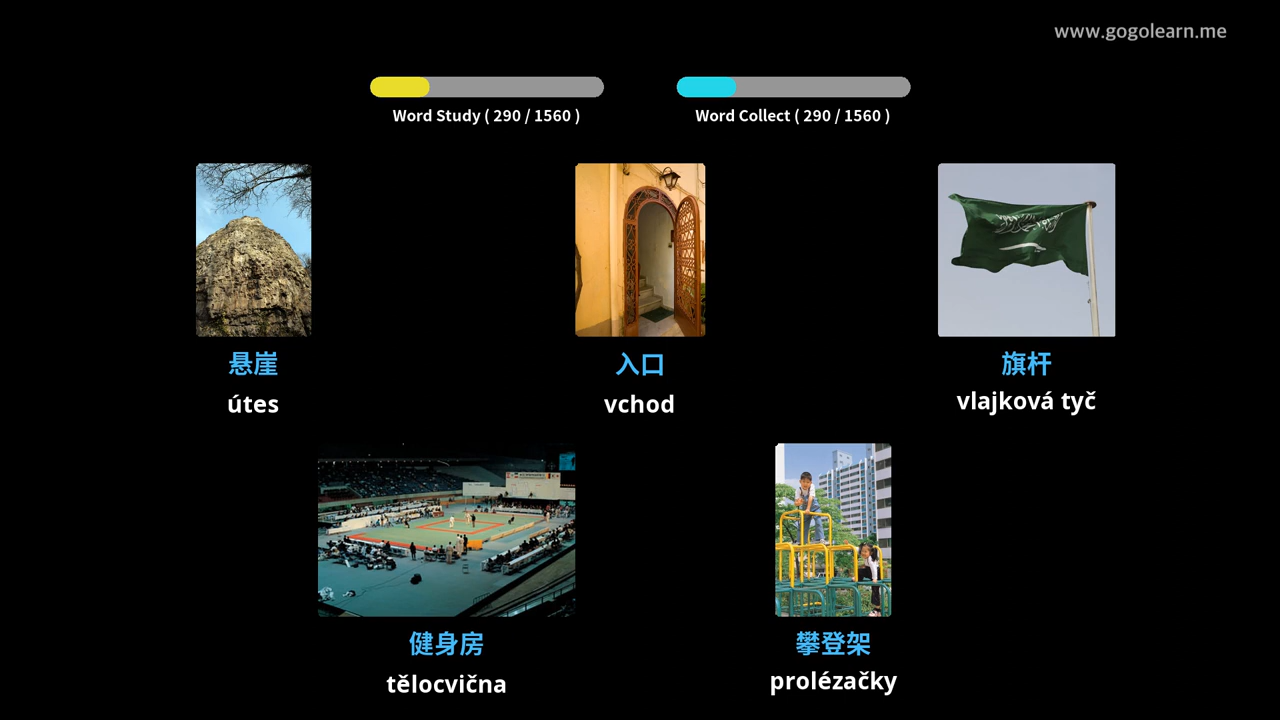 www.gogolearn.me
Word Study ( 290 / 1560 )
Word Collect ( 290 / 1560 )
悬崖
útes
入口
vchod
旗杆
vlajková tyč
健身房
tělocvična
攀登架
prolézačky